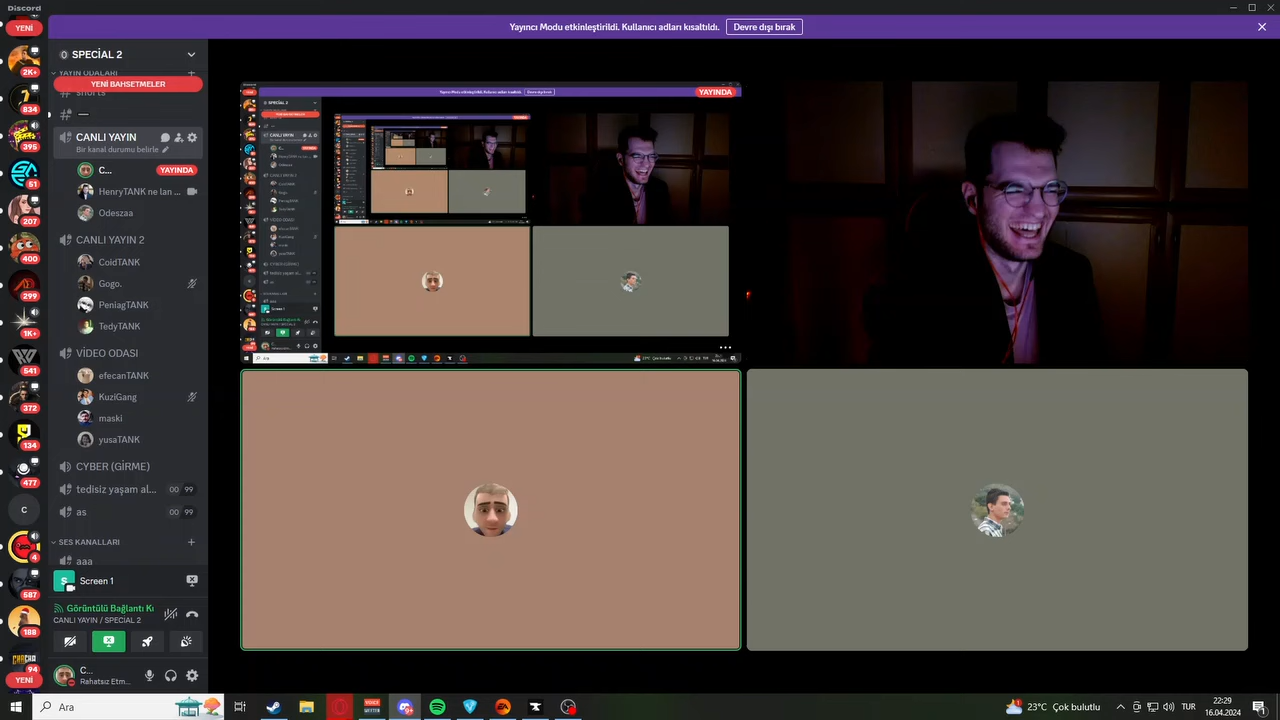 Discord
Yayıncı Modu etkinleştirildi. Kullanıcı adları kısaltıldı.
Devre dışı bırak
YENİ
2K+
834
395
51
207
400
299
1K+
541
372
134
477
C
4
587
188
94
YENİ
SPECİAL 2
YAYIN ODALARI
YENİ BAHSETMELER
shorts
CANLI YAYIN
Bir kanal durumu belirle
C...
YAYINDA
HenryTANK ne lan ...
Odeszaa
CANLI YAYIN 2
ColdTANK
Gogo.
PeniagTANK
TedyTANK
VİDEO ODASI
efecanTANK
KuziGang
maski
yusaTANK
CYBER (GİRME)
tedisiz yaşam al...
00 99
as
00 99
SES KANALLARI
aaa
S
Screen 1
Görüntülü Bağlantı Kı
CANLI YAYIN / SPECIAL 2
C...
Rahatsız Etm...
YAYINDA
Ara
23°C Çok bulutlu
TUR
22:29
16.04.2024